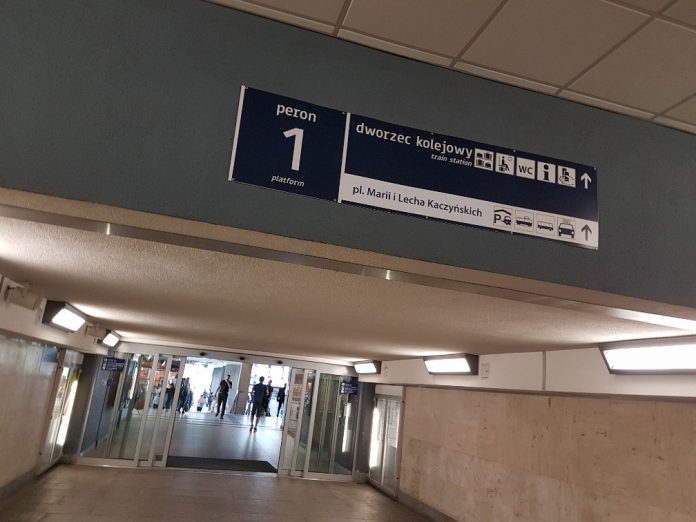 peron
1
platform
dworzec kolejowy
train station
WC
i
pl. Marii i Lecha Kaczyńskich
P